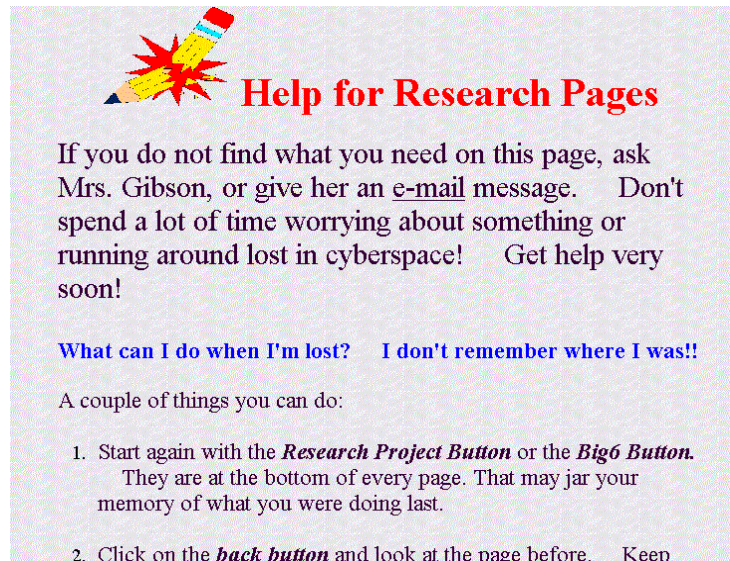 Help for Research Pages
If you do not find what you need on this page, ask
Mrs. Gibson, or give her an e-mail message. Don't
spend a lot of time worrying about something or
running around lost in cyberspace! Get help very
soon!
What can I do when I'm lost? I don't remember where I was!!
A couple of things you can do:
1. Start again with the Research Project Button or the Big6 Button.
They are at the bottom of every page. That may jar your
memory of what you were doing last.
2. Click on the back button and look at the page before. Keep